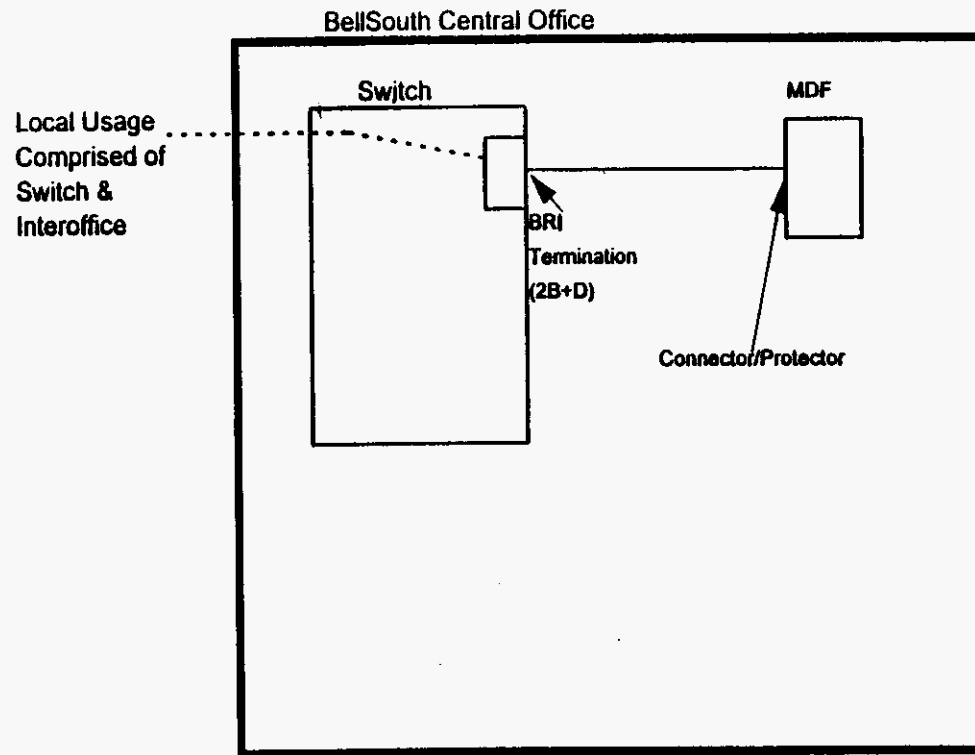 BellSouth Central Office
Switch
MDF
Local Usage
Comprised of
Switch &
Interoffice
BRI
Termination
(2B+D)
Connector/Protector